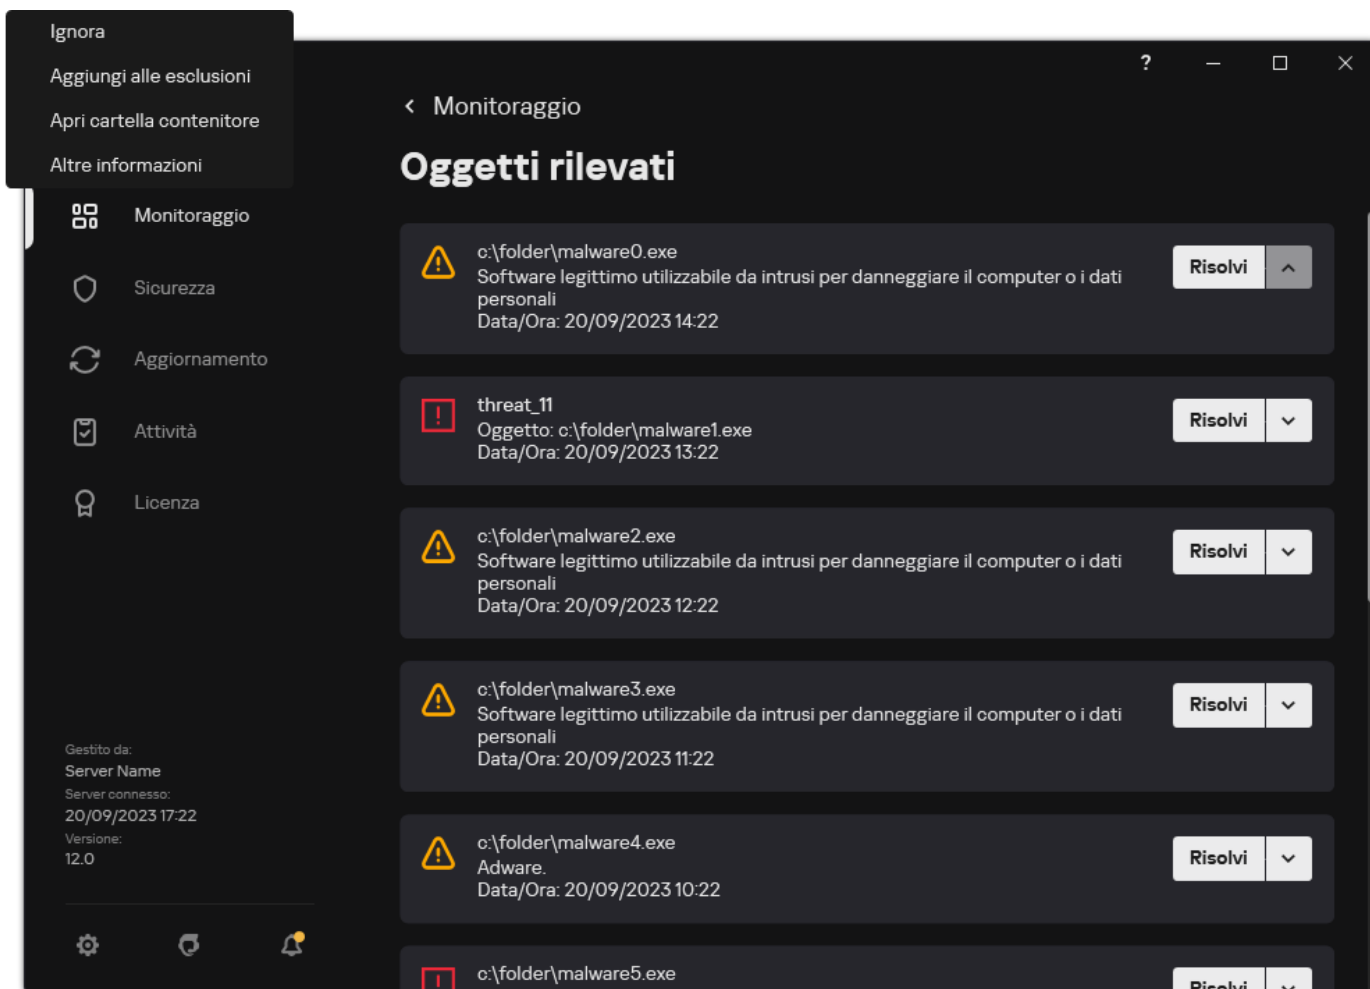 Ignora
Aggiungi alle esclusioni
Apri cartella contenitore
Altre informazioni
?
Monitoraggio
Oggetti rilevati
Monitoraggio
Sicurezza
Aggiornamento
Attività
Licenza
c:\folder\malware0.exe
Software legittimo utilizzabile da intrusi per danneggiare il computer o i dati
personali
Data/Ora: 20/09/2023 14:22
Risolvi
threat_11
Oggetto: c:\folder\malware1.exe
Data/Ora: 20/09/2023 13:22
Risolvi
c:\folder\malware2.exe
Software legittimo utilizzabile da intrusi per danneggiare il computer o i dati
personali
Data/Ora: 20/09/2023 12:22
Risolvi
c:\folder\malware3.exe
Software legittimo utilizzabile da intrusi per danneggiare il computer o i dati
personali
Data/Ora: 20/09/2023 11:22
Risolvi
c:\folder\malware4.exe
Adware.
Data/Ora: 20/09/2023 10:22
Risolvi
c:\folder\malware5.exe
Risolvi
Gestito da:
Server Name
Server connesso:
20/09/2023 17:22
Versione:
12.0